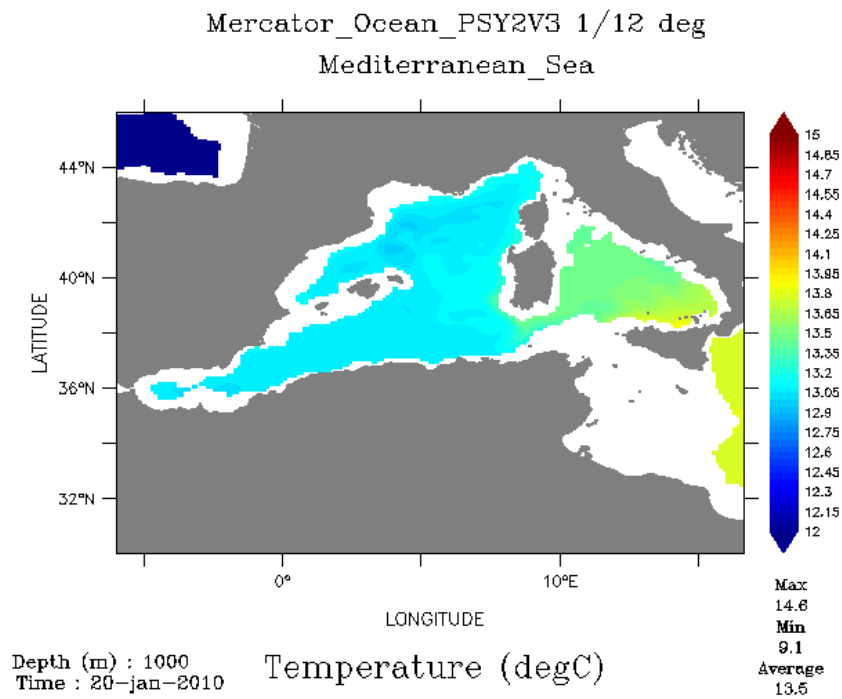 Mercator_Ocean_PSY2V3 1/12 deg
Mediterranean_Sea
44°N
40°N
36°N
32°N
LATITUDE
0°
10°E
LONGITUDE
15
14.85
14.7
14.55
14.4
14.25
14.1
13.95
13.8
13.65
13.5
13.35
13.2
13.05
12.9
12.75
12.6
12.45
12.3
12.15
12
Max
14.6
Min
9.1
Average
13.5
Depth (m) : 1000
Time : 20-jan-2010
Temperature (degC)